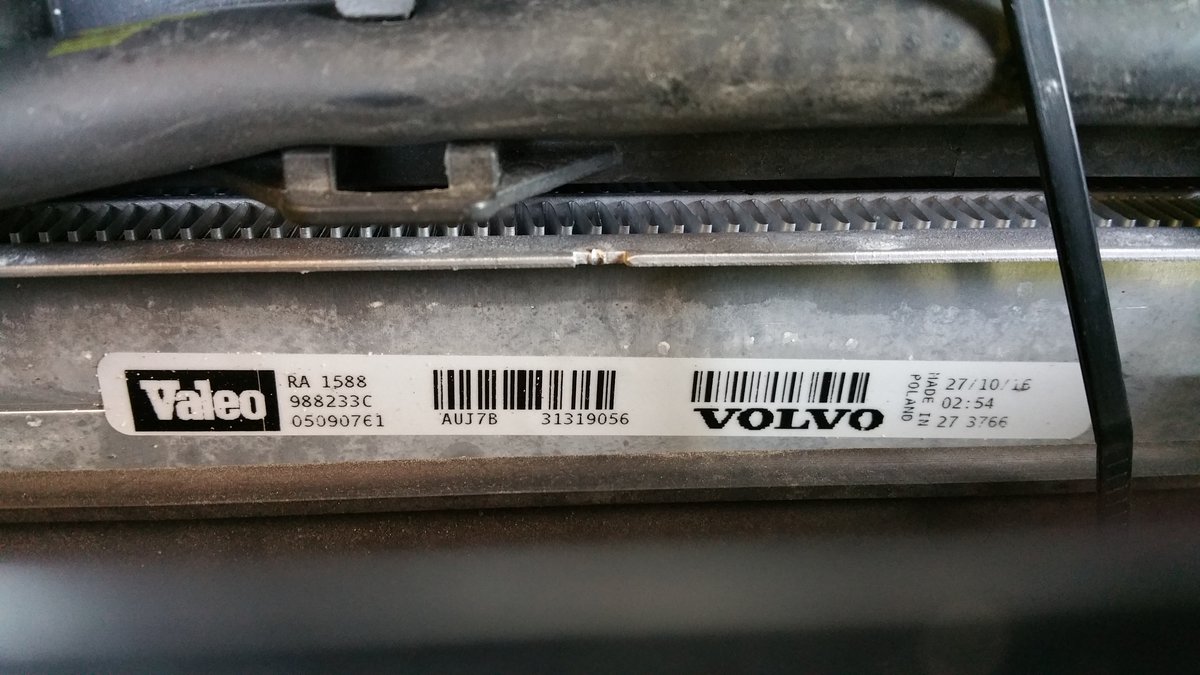 Valeo
RA 1588
988233C
05090761
AUJ7B 31319056
VOLVO
MADE IN
POLAND
27/10/16
02:54
27 3766